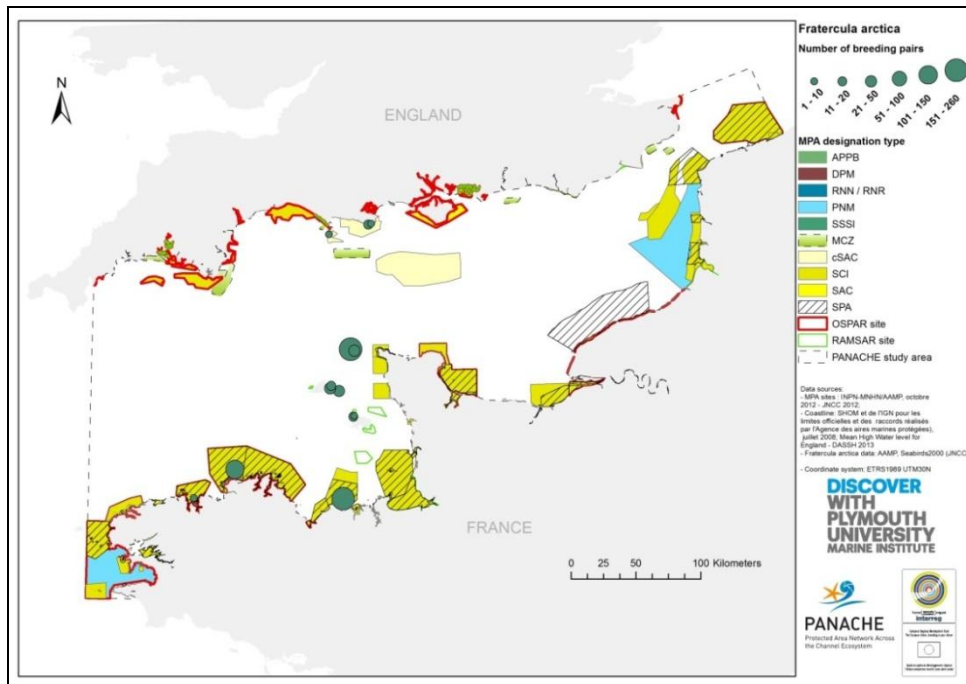 Fratercula arctica
Number of breeding pairs
1 - 10
11 - 20
21 - 50
51 - 100
101 - 150
151 - 260
MPA designation type
APPB
DPM
RNN / RNR
PNM
SSSI
MCZ
cSAC
SCI
SAC
SPA
OSPAR site
RAMSAR site
PANACHE study area
N
ENGLAND
FRANCE
0 20 40 60 80 100 Kilometers
Data sources:
- MPA sites : INPN-MNHN/AAMP, octobre
2012 - JNCC 2012;
- Coastline: SHOM et de l'IGN pour les
limites officielles et des raccords réalisés
par l'Agence des aires marines protégées),
juillet 2008; Mean High Water level for
England - DASSH 2013
- Fratercula arctica data: AAMP, Seabirds2000 (JNCC
- Coordinate system: ETRS1989 UTM30N
DISCOVER
WITH
PLYMOUTH
UNIVERSITY
MARINE INSTITUTE
PANACHE
Protected Area Network Across
the Channel Ecosystem
Interreg